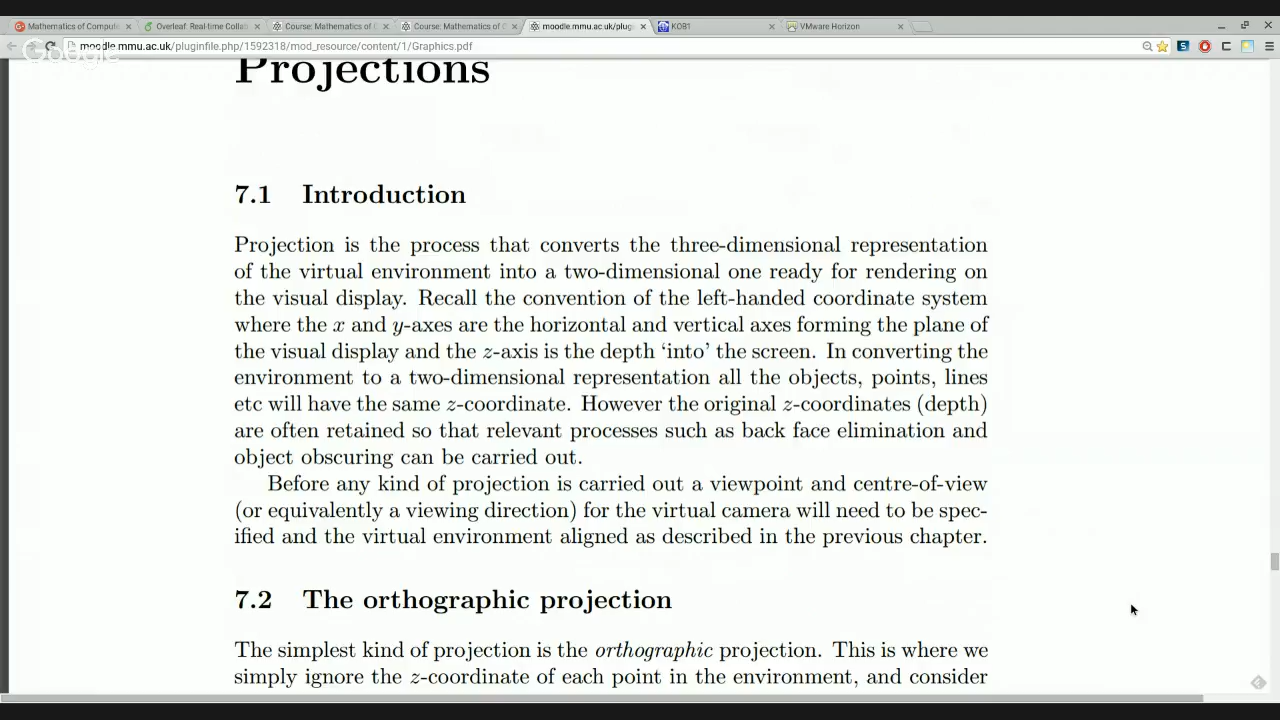 Mathematics of Comput
Overleaf: Real-time Collab
Course: Mathematics of C
Course: Mathematics of C
moodle.mmu.ac.uk/plug
KOB1
VMware Horizon
moodle.mmu.ac.uk/pluginfile.php/1592318/mod_resource/content/1/Graphics.pdf
Google
Projections
7.1 Introduction
Projection is the process that converts the three-dimensional representation
of the virtual environment into a two-dimensional one ready for rendering on
the visual display. Recall the convention of the left-handed coordinate system
where the x and y-axes are the horizontal and vertical axes forming the plane of
the visual display and the z-axis is the depth ‘into’ the screen. In converting the
environment to a two-dimensional representation all the objects, points, lines
etc will have the same z-coordinate. However the original z-coordinates (depth)
are often retained so that relevant processes such as back face elimination and
object obscuring can be carried out.
Before any kind of projection is carried out a viewpoint and centre-of-view
(or equivalently a viewing direction) for the virtual camera will need to be spec-
ified and the virtual environment aligned as described in the previous chapter.
7.2 The orthographic projection
The simplest kind of projection is the orthographic projection. This is where we
simply ignore the z-coordinate of each point in the environment, and consider